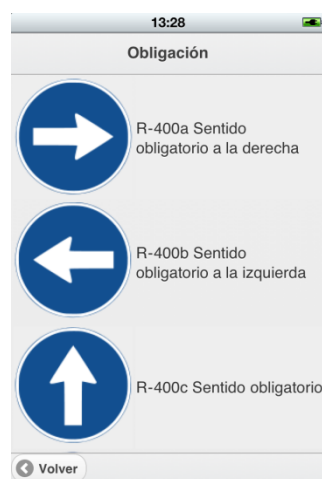 13:28
Obligación
R-400a Sentido
obligatorio a la derecha
R-400b Sentido
obligatorio a la izquierda
R-400c Sentido obligatorio
Volver